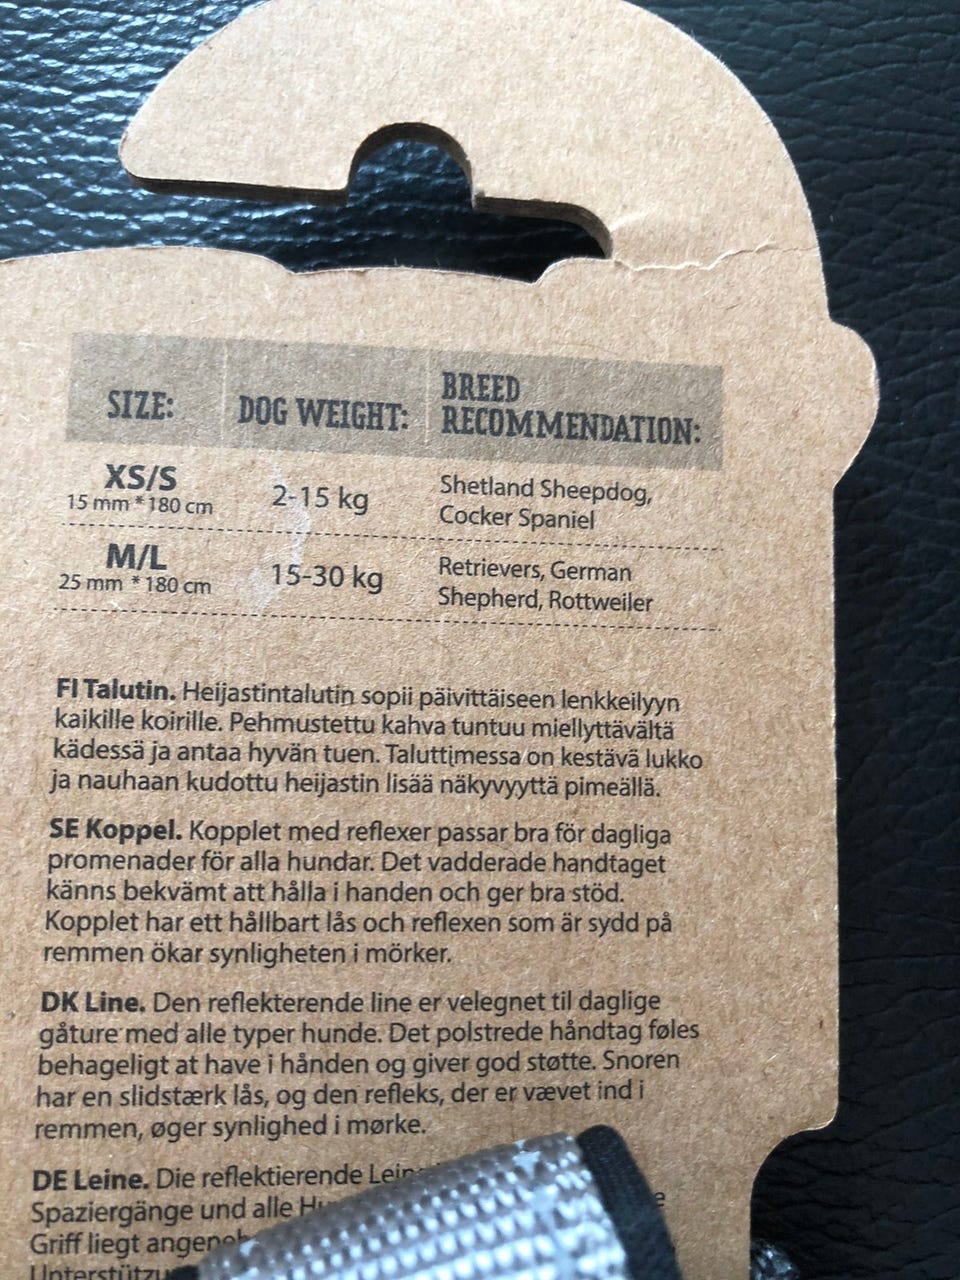 SIZE: DOG WEIGHT: BREED
RECOMMENDATION:
XS/S 2-15 kg Shetland Sheepdog,
15 mm * 180 cm Cocker Spaniel
M/L 15-30 kg Retrievers, German
25 mm * 180 cm Shepherd, Rottweiler
FI Talutin. Heijastintalutin sopii päivittäiseen lenkkeilyyn
kaikille koirille. Pehmustettu kahva tuntuu miellyttävältä
kädessä ja antaa hyvän tuen. Taluttimessa on kestävä lukko
ja nauhaan kudottu heijastin lisää näkyvyyttä pimeällä.
SE Koppel. Kopplet med reflexer passar bra för dagliga
promenader för alla hundar. Det vadderade handtaget
känns bekvämt att hålla i handen och ger bra stöd.
Kopplet har ett hållbart lås och reflexen som är sydd på
remmen ökar synligheten i mörker.
DK Line. Den reflekterende line er velegnet til daglige
gåture med alle typer hunde. Det polstrede håndtag føles
behageligt at have i hånden og giver god støtte. Snoren
har en slidstærk lås, og den refleks, der er vævet ind i
remmen, øger synlighed i mørke.
DE Leine. Die reflektierende
Spaziergänge und alle
Griff liegt